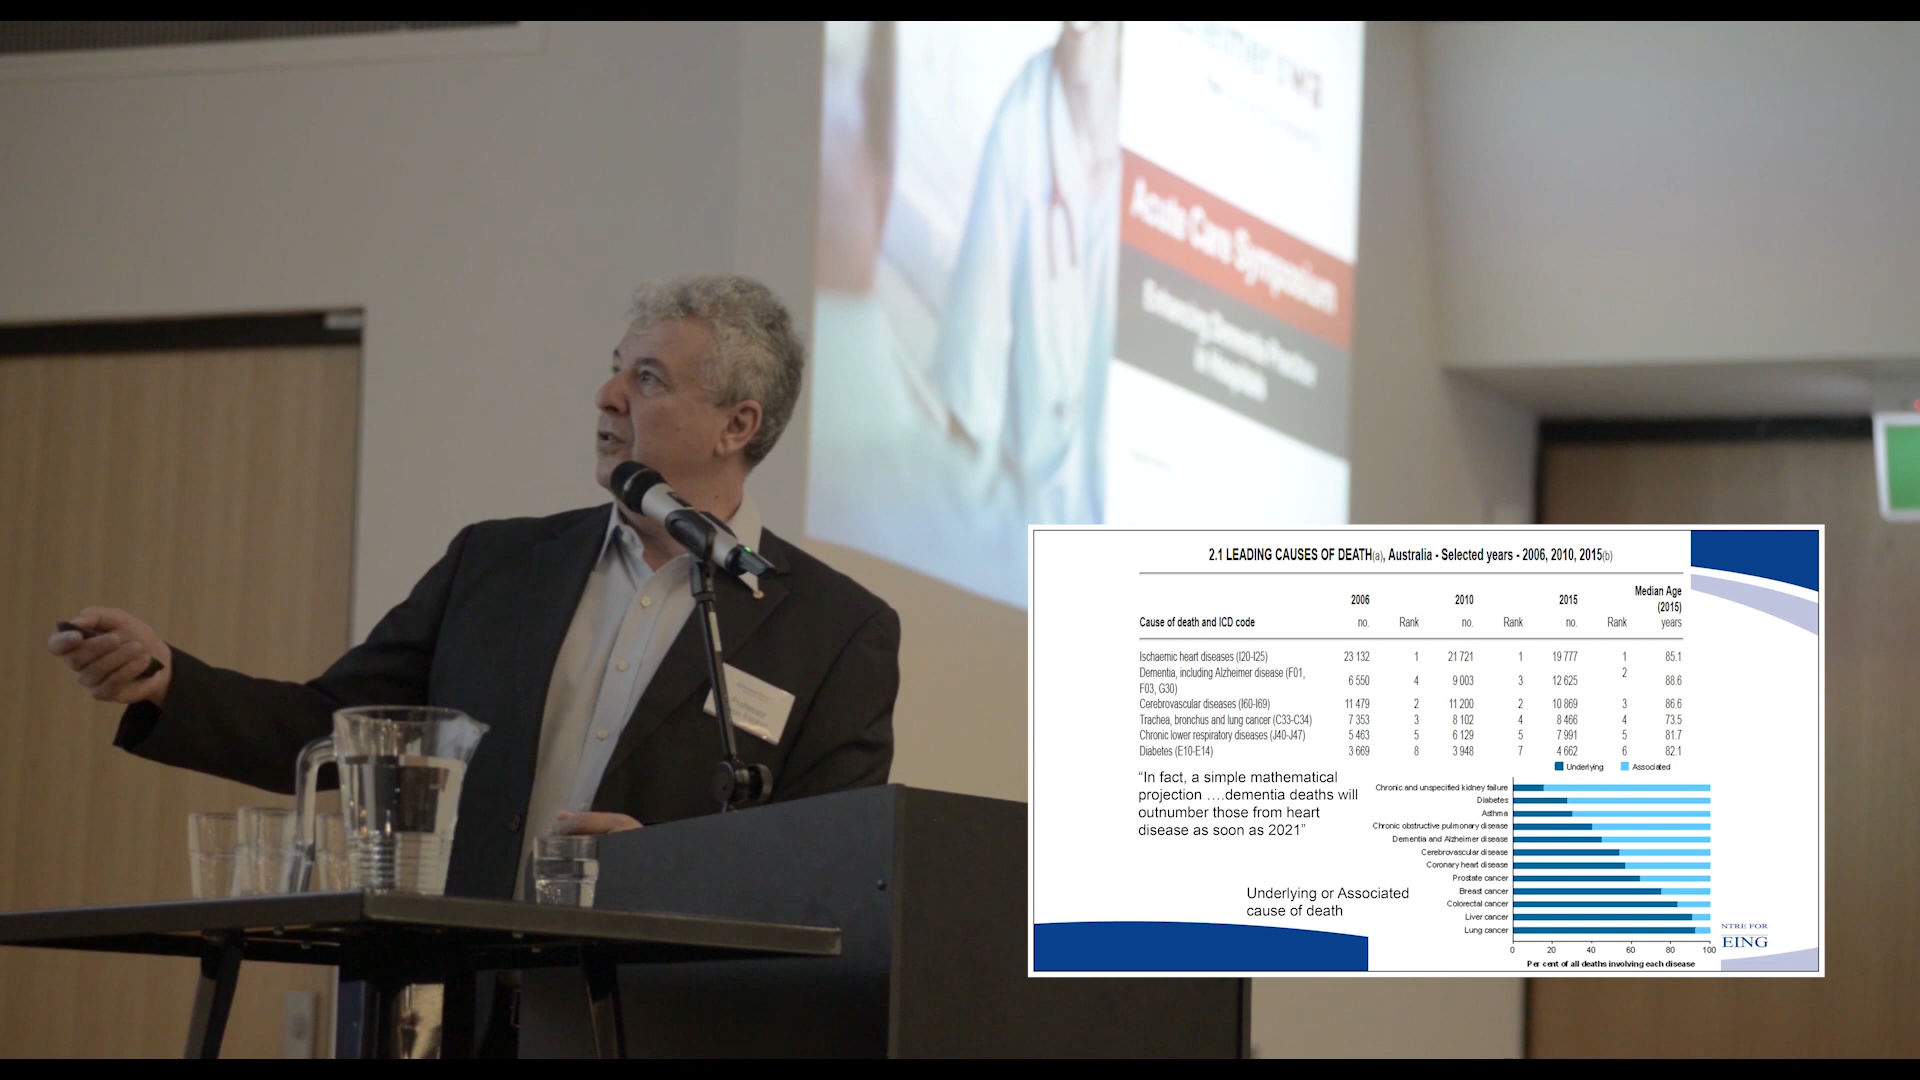 Acute Care Symposium
Enhancing Dementia Practice
in Hospitals
Professor
2.1 LEADING CAUSES OF DEATH(a), Australia - Selected years - 2006, 2010, 2015(b)
Median Age
2006 2010 2015 (2015)
Cause of death and ICD code no. Rank no. Rank no. Rank years
Ischaemic heart diseases (I20-I25) 23 132 1 21 721 1 19 777 1 85.1
Dementia, including Alzheimer disease (F01,
F03, G30) 6 550 4 9 003 3 12 625 2 88.6
Cerebrovascular diseases (I60-I69) 11 479 2 11 200 2 10 869 3 86.6
Trachea, bronchus and lung cancer (C33-C34) 7 353 3 8 102 4 8 466 4 73.5
Chronic lower respiratory diseases (J40-J47) 5 463 5 6 129 5 7 991 5 81.7
Diabetes (E10-E14) 3 669 8 3 948 7 4 662 6 82.1
“In fact, a simple mathematical
projection ….dementia deaths will
outnumber those from heart
disease as soon as 2021”
Underlying or Associated
cause of death
Underlying Associated
Chronic and unspecified kidney failure
Diabetes
Asthma
Chronic obstructive pulmonary disease
Dementia and Alzheimer disease
Cerebrovascular disease
Coronary heart disease
Prostate cancer
Breast cancer
Colorectal cancer
Liver cancer
Lung cancer
0 20 40 60 80 100
Per cent of all deaths involving each disease
NTRE FOR
EING